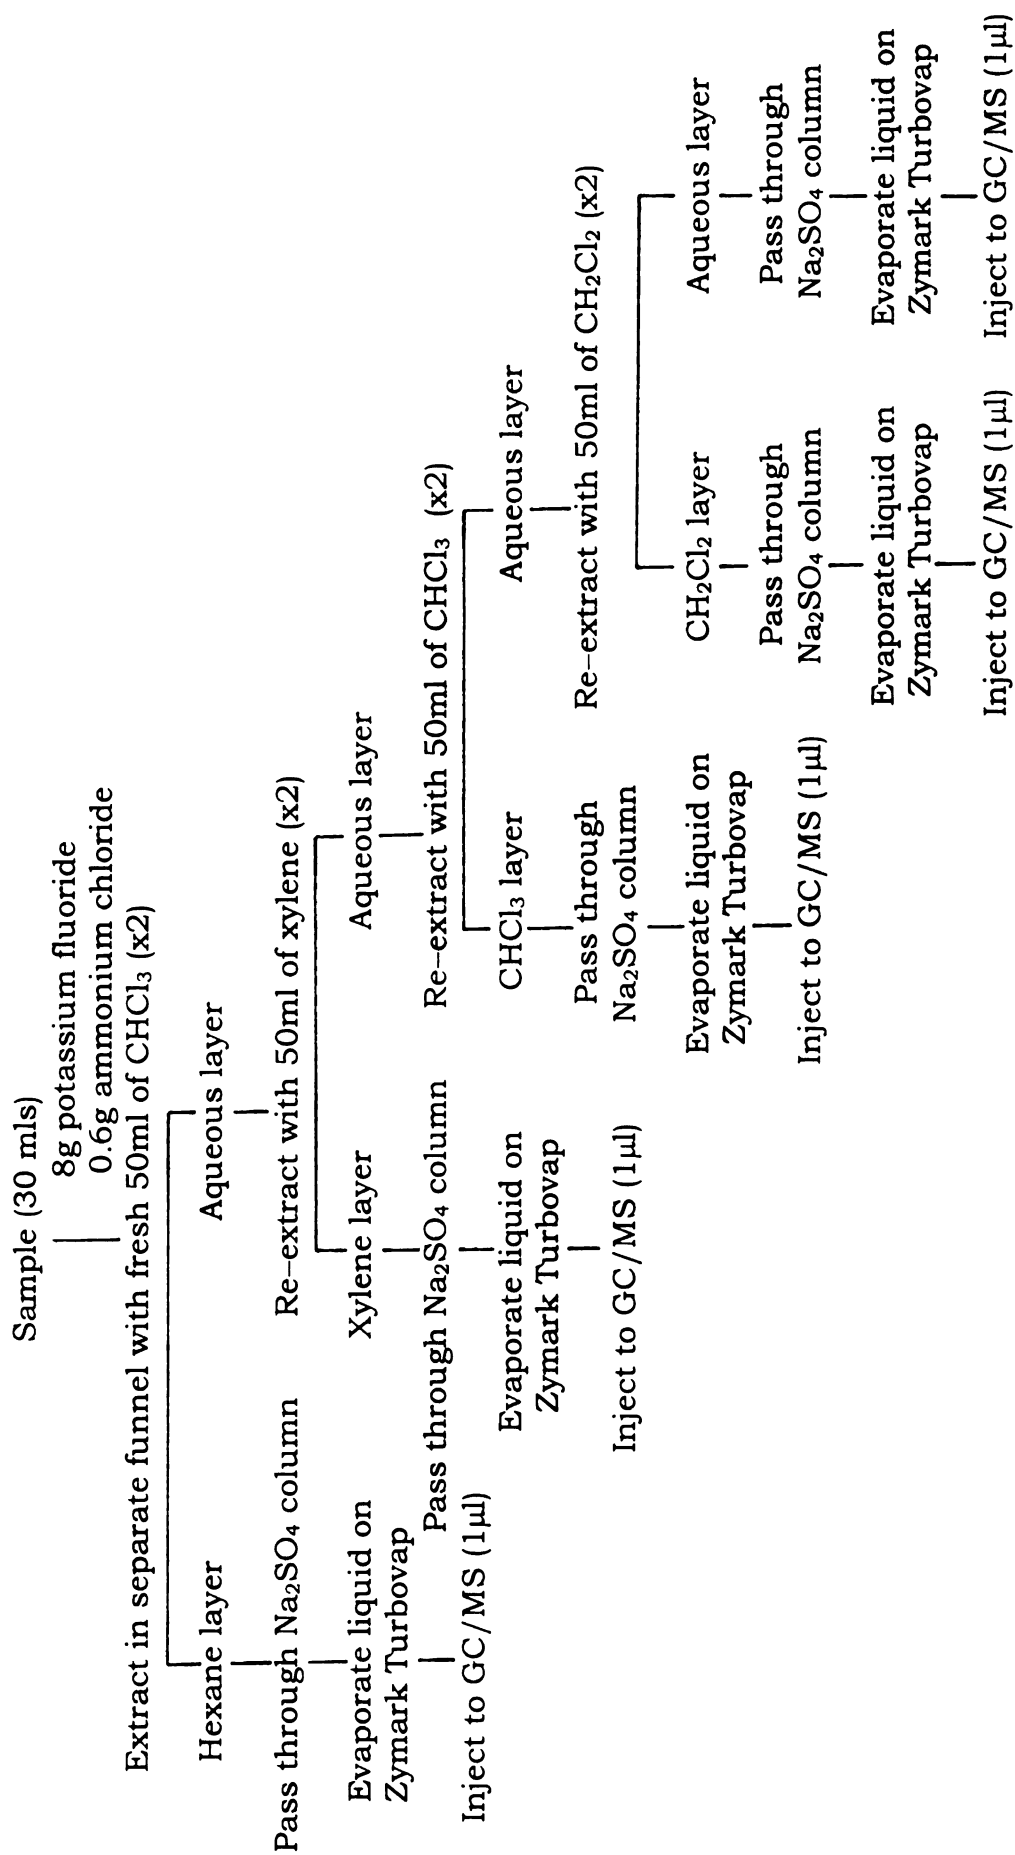 Sample (30 mls)
8g potassium fluoride
0.6g ammonium chloride
Extract in separate funnel with fresh 50ml of CHCl₃ (x2)
Hexane layer
Pass through Na₂SO₄ column
Evaporate liquid on
Zymark Turbovap
Inject to GC/MS (1µl)
Aqueous layer
Re–extract with 50ml of xylene (x2)
Xylene layer
Pass through Na₂SO₄ column
Evaporate liquid on
Zymark Turbovap
Inject to GC/MS (1µl)
Aqueous layer
Re–extract with 50ml of CHCl₃ (x2)
CHCl₃ layer
Pass through
Na₂SO₄ column
Evaporate liquid on
Zymark Turbovap
Inject to GC/MS (1µl)
Aqueous layer
Re–extract with 50ml of CH₂Cl₂ (x2)
CH₂Cl₂ layer
Pass through
Na₂SO₄ column
Evaporate liquid on
Zymark Turbovap
Inject to GC/MS (1µl)
Aqueous layer
Pass through
Na₂SO₄ column
Evaporate liquid on
Zymark Turbovap
Inject to GC/MS (1µl)